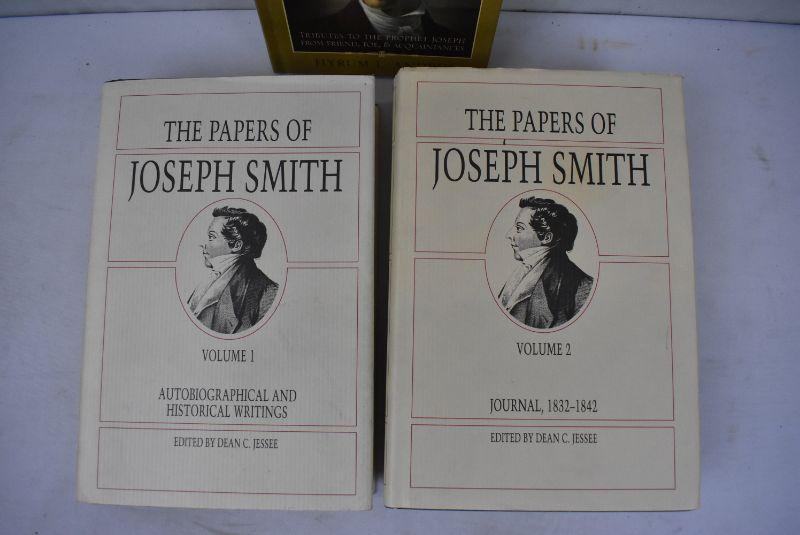 TRIBUTES TO THE PROPHET JOSEPH
FROM FRIEND, FOE, & ACQUAINTANCES
HYRUM L.
THE PAPERS OF
JOSEPH SMITH
VOLUME 1
AUTOBIOGRAPHICAL AND
HISTORICAL WRITINGS
EDITED BY DEAN C. JESSEE
THE PAPERS OF
JOSEPH SMITH
VOLUME 2
JOURNAL, 1832–1842
EDITED BY DEAN C. JESSEE